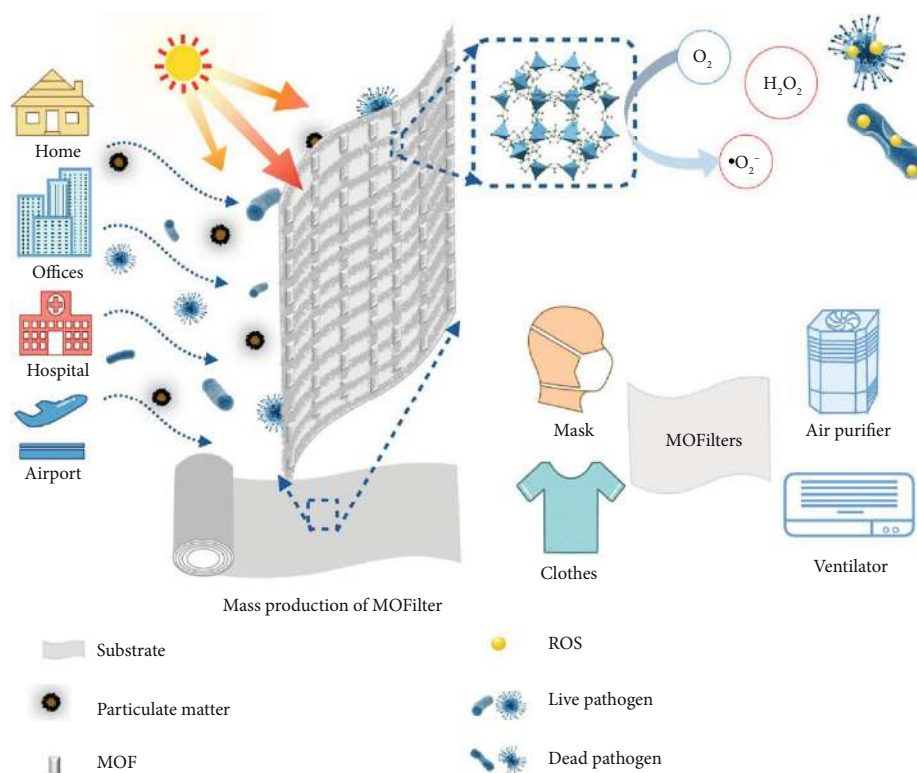 Home
Offices
Hospital
Airport
O₂
H₂O₂
•O₂⁻
Mask
MOFilters
Air purifier
Clothes
Ventilator
Mass production of MOFilter
Substrate
ROS
Particulate matter
Live pathogen
MOF
Dead pathogen